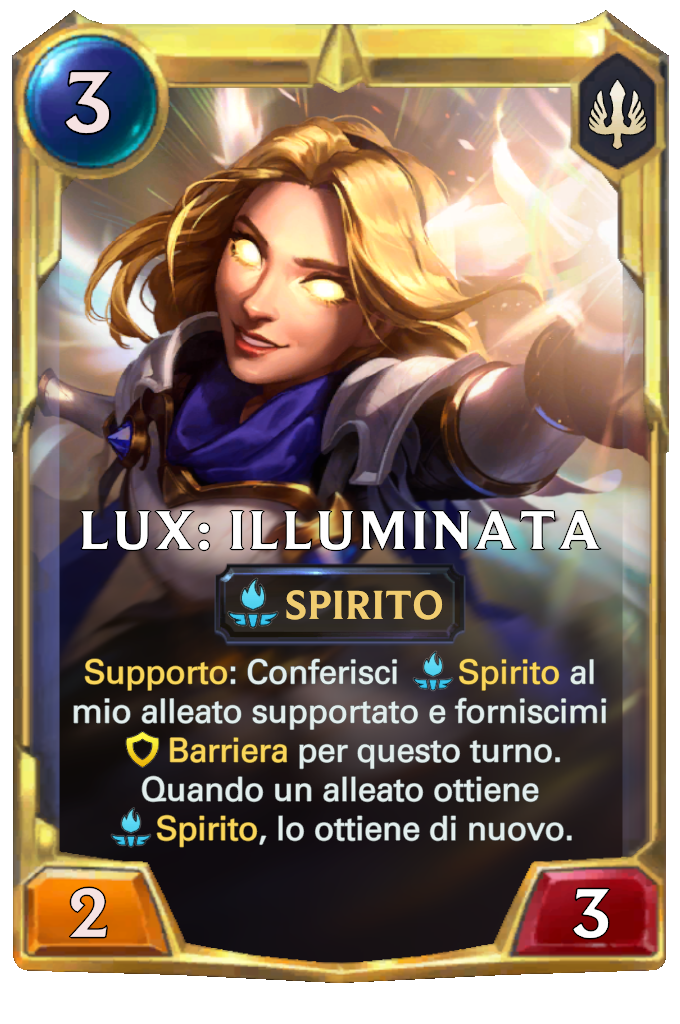 3
LUX: ILLUMINATA
SPIRITO
Supporto: Conferisci Spirito al
mio alleato supportato e forniscimi
Barriera per questo turno.
Quando un alleato ottiene
Spirito, lo ottiene di nuovo.
2
3